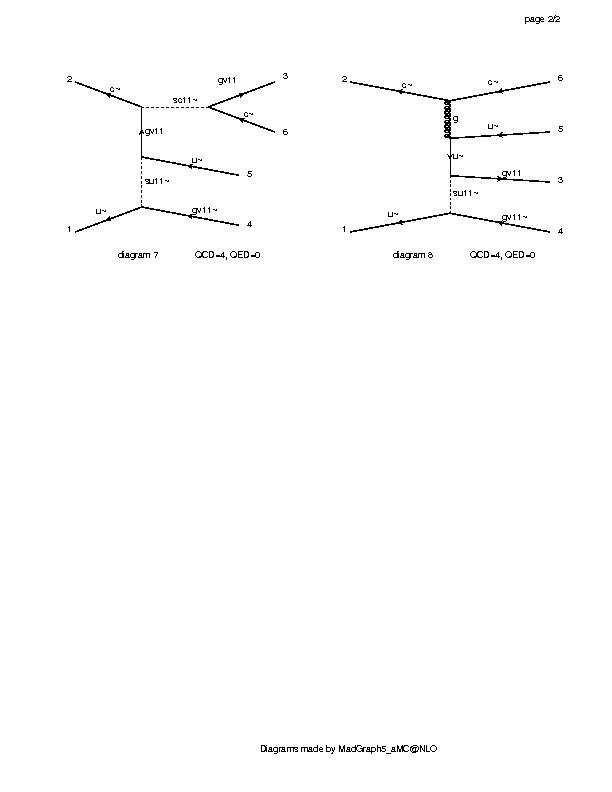 page 2/2
2
c~
sc11~
gv11
3
c~
6
gv11
u~
5
su11~
u~
1
gv11~
4
diagram 7 QCD=4, QED=0
2
c~
c~
6
g
u~
5
u~
gv11
3
su11~
u~
1
gv11~
4
diagram 8 QCD=4, QED=0
Diagrams made by MadGraph5_aMC@NLO